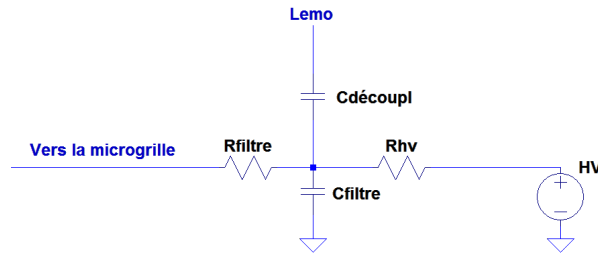 Lemo
Cdécoupl
Vers la microgrille
Rfiltre
Rhv
Cfiltre
HV
+
−